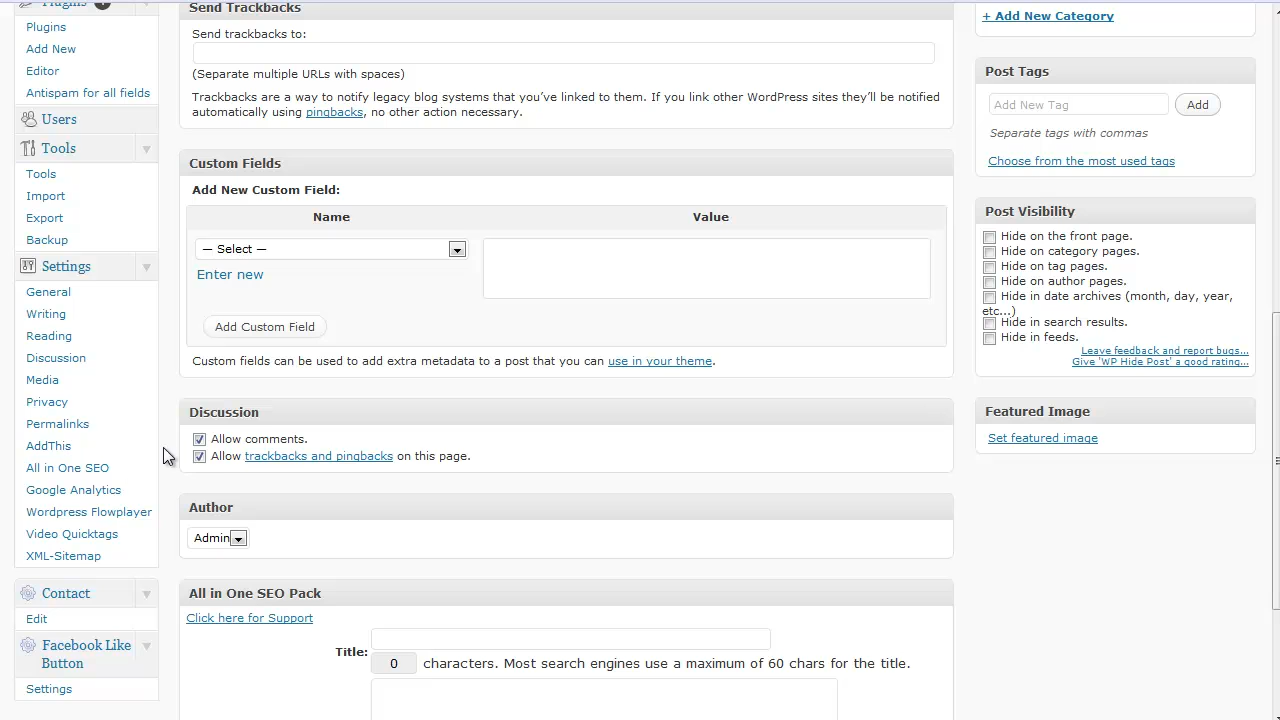 Plugins
Plugins
Add New
Editor
Antispam for all fields
Users
Tools
Tools
Import
Export
Backup
Settings
General
Writing
Reading
Discussion
Media
Privacy
Permalinks
AddThis
All in One SEO
Google Analytics
Wordpress Flowplayer
Video Quicktags
XML-Sitemap
Contact
Edit
Facebook Like
Button
Settings
Send Trackbacks
Send trackbacks to:
(Separate multiple URLs with spaces)
Trackbacks are a way to notify legacy blog systems that you've linked to them. If you link other WordPress sites they'll be notified
automatically using pingbacks, no other action necessary.
Custom Fields
Add New Custom Field:
Name Value
— Select —
Enter new
Add Custom Field
Custom fields can be used to add extra metadata to a post that you can use in your theme.
Discussion
Allow comments.
Allow trackbacks and pingbacks on this page.
Author
Admin
All in One SEO Pack
Click here for Support
Title:
0 characters. Most search engines use a maximum of 60 chars for the title.
+ Add New Category
Post Tags
Add New Tag Add
Separate tags with commas
Choose from the most used tags
Post Visibility
Hide on the front page.
Hide on category pages.
Hide on tag pages.
Hide on author pages.
Hide in date archives (month, day, year,
etc...)
Hide in search results.
Hide in feeds.
Leave feedback and report bugs...
Give 'WP Hide Post' a good rating...
Featured Image
Set featured image